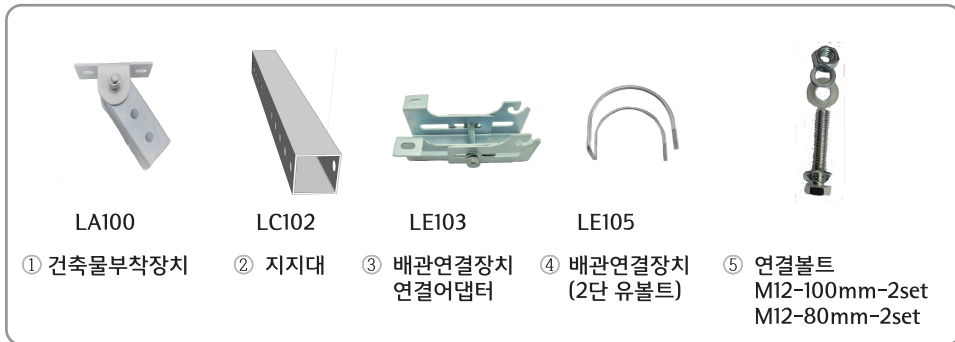 LA100
LC102
LE103
LE105
① 건축물부착장치
② 지지대
③ 배관연결장치
연결어댑터
④ 배관연결장치
(2단 유볼트)
⑤ 연결볼트
M12-100mm-2set
M12-80mm-2set